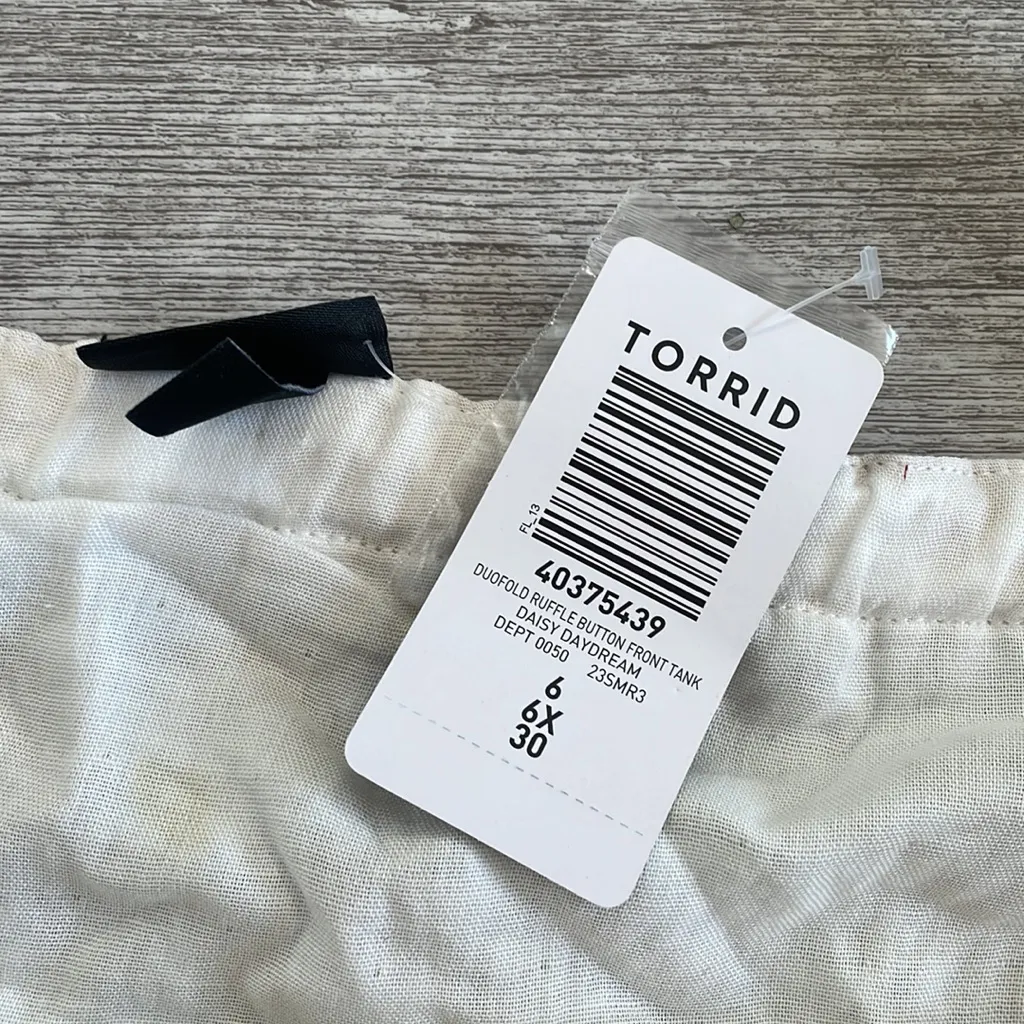 TORRID
FL_13
40375439
DUOFOLD RUFFLE BUTTON FRONT TANK
DAISY DAYDREAM
DEPT 0050 23SMR3
6
6X
30